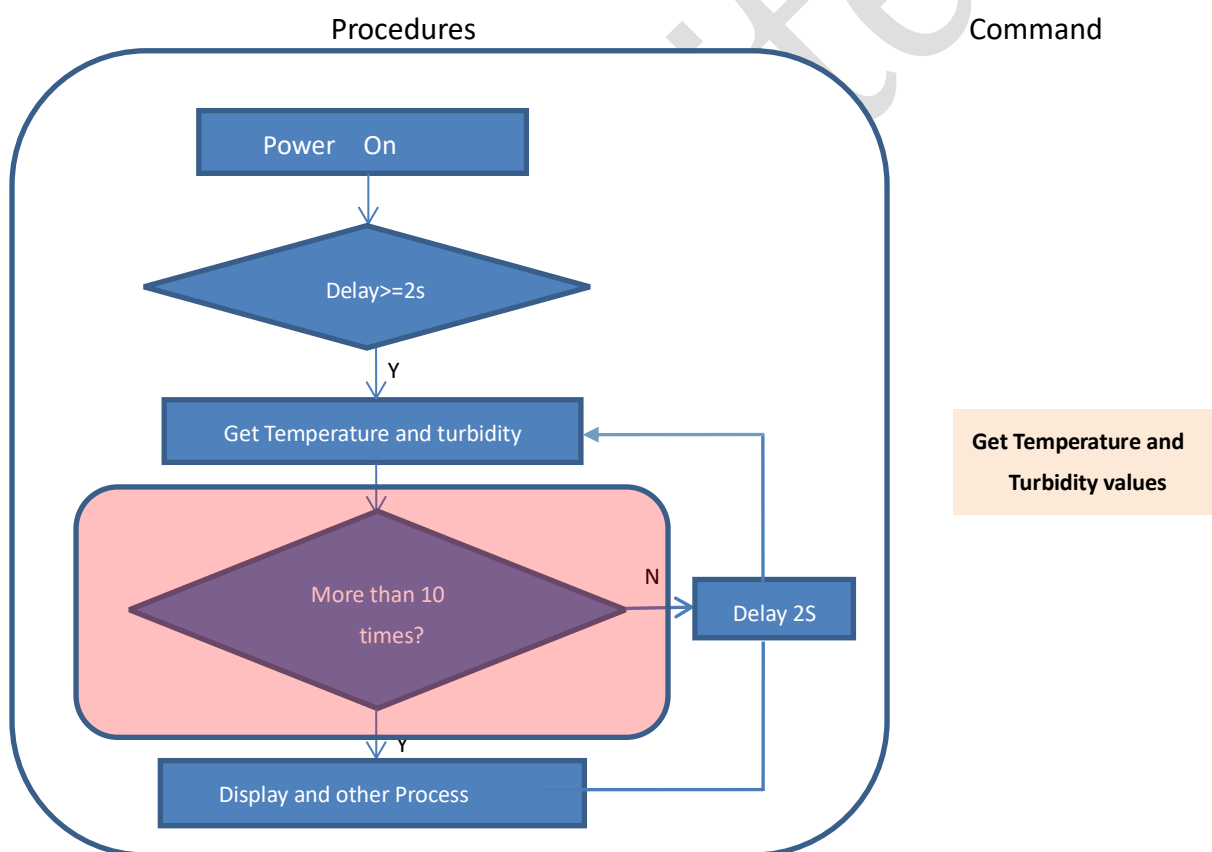 Procedures
Command
Power On
Delay>=2s
Y
Get Temperature and turbidity
Get Temperature and
Turbidity values
More than 10
times?
N
Delay 2S
Y
Display and other Process